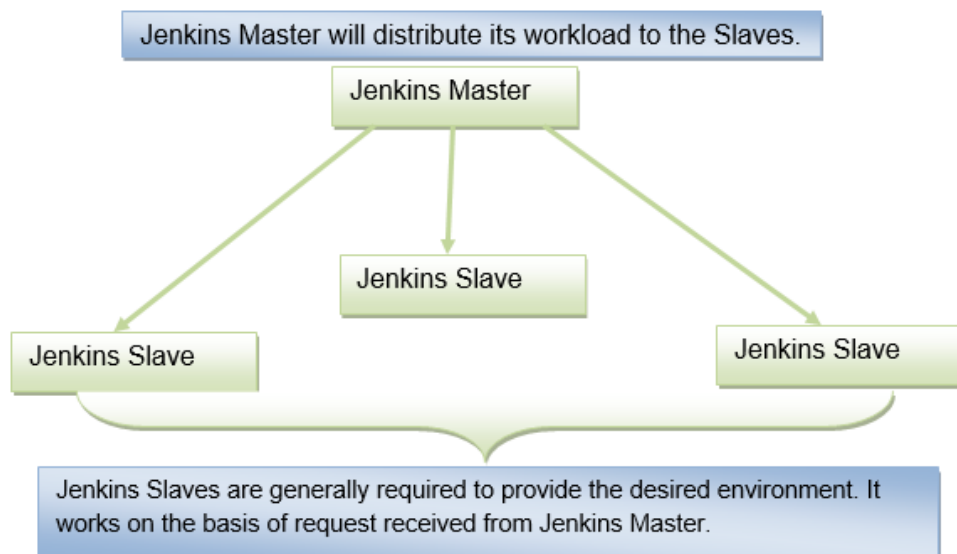 Jenkins Master will distribute its workload to the Slaves.
Jenkins Master
Jenkins Slave
Jenkins Slave
Jenkins Slave
Jenkins Slaves are generally required to provide the desired environment. It
works on the basis of request received from Jenkins Master.